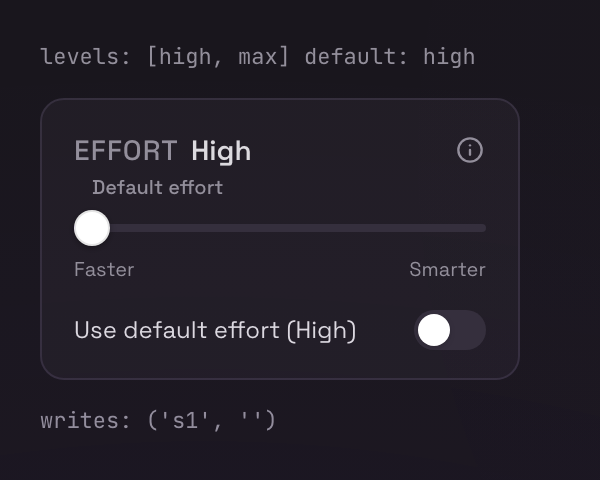 levels: [high, max] default: high
EFFORT High
Default effort
Faster Smarter
Use default effort (High)
writes: ('s1', '')